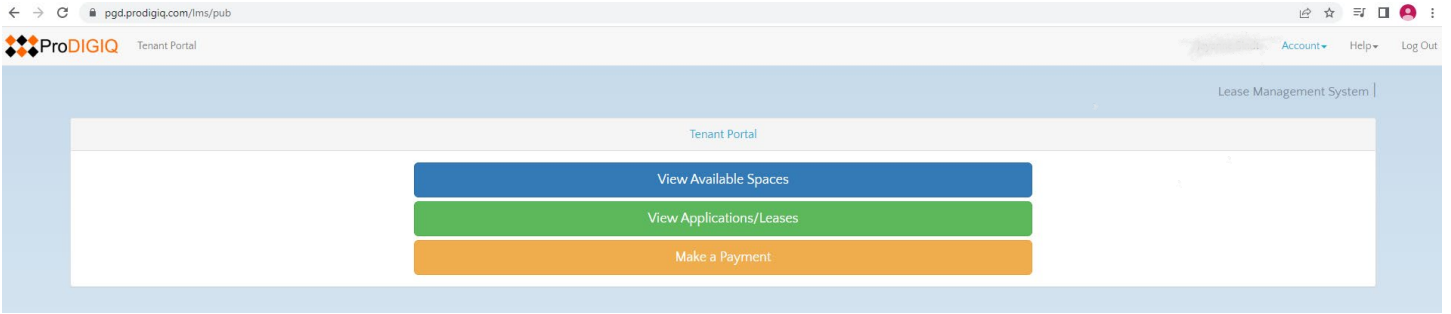 pgd.prodigiq.com/lms/pub
ProDIGIQ Tenant Portal Account Help Log Out
Lease Management System
Tenant Portal
View Available Spaces
View Applications/Leases
Make a Payment